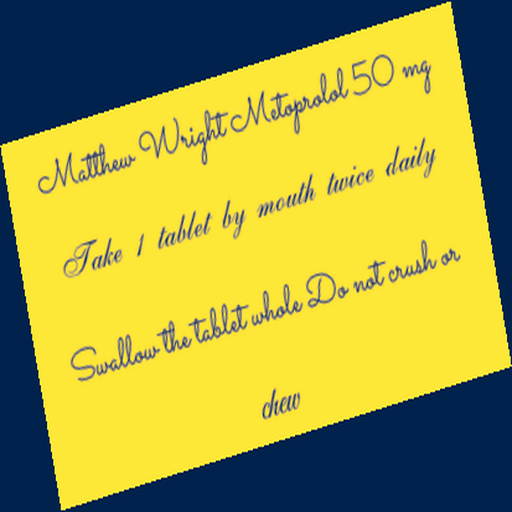 Matthew Wright Metoprolol 50 mg
Take 1 tablet by mouth twice daily
Swallow the tablet whole Do not crush or
chew